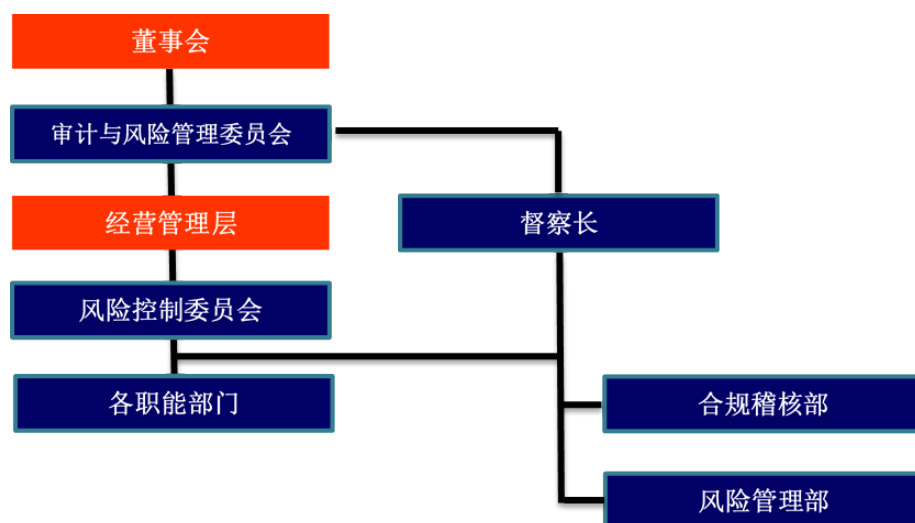 董事会
审计与风险管理委员会
经营管理层
督察长
风险控制委员会
各职能部门
合规稽核部
风险管理部